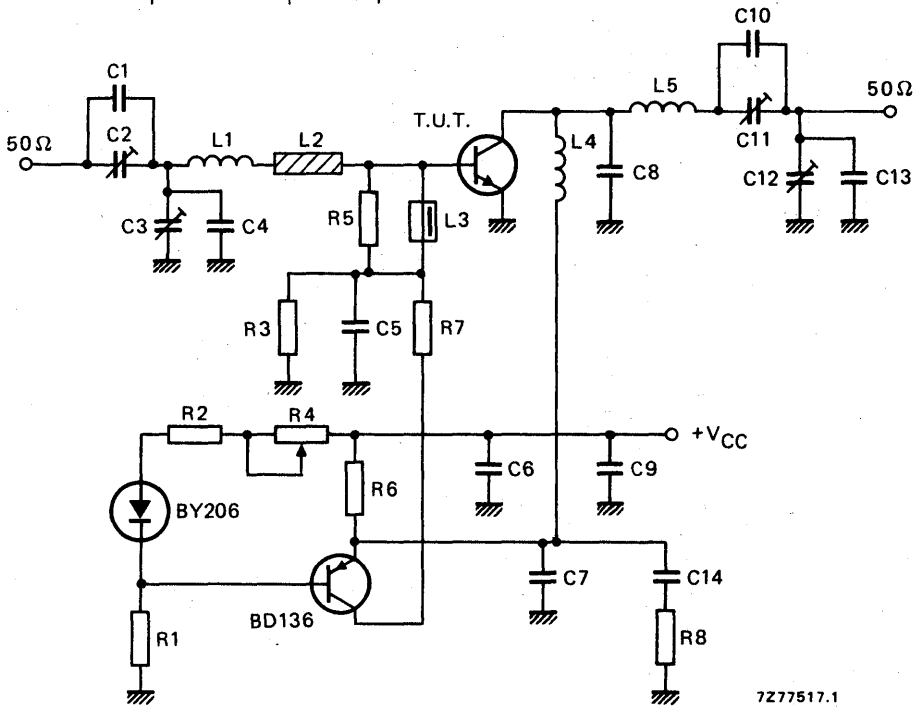 C10
C1
L5
50Ω
C2
T.U.T.
C11
50Ω
L1
L2
L4
C8
C12
C13
C3
C4
R5
L3
R3
C5
R7
R2
R4
+VCC
C6
C9
R6
BY206
C7
C14
BD136
R1
R8
7Z77517.1